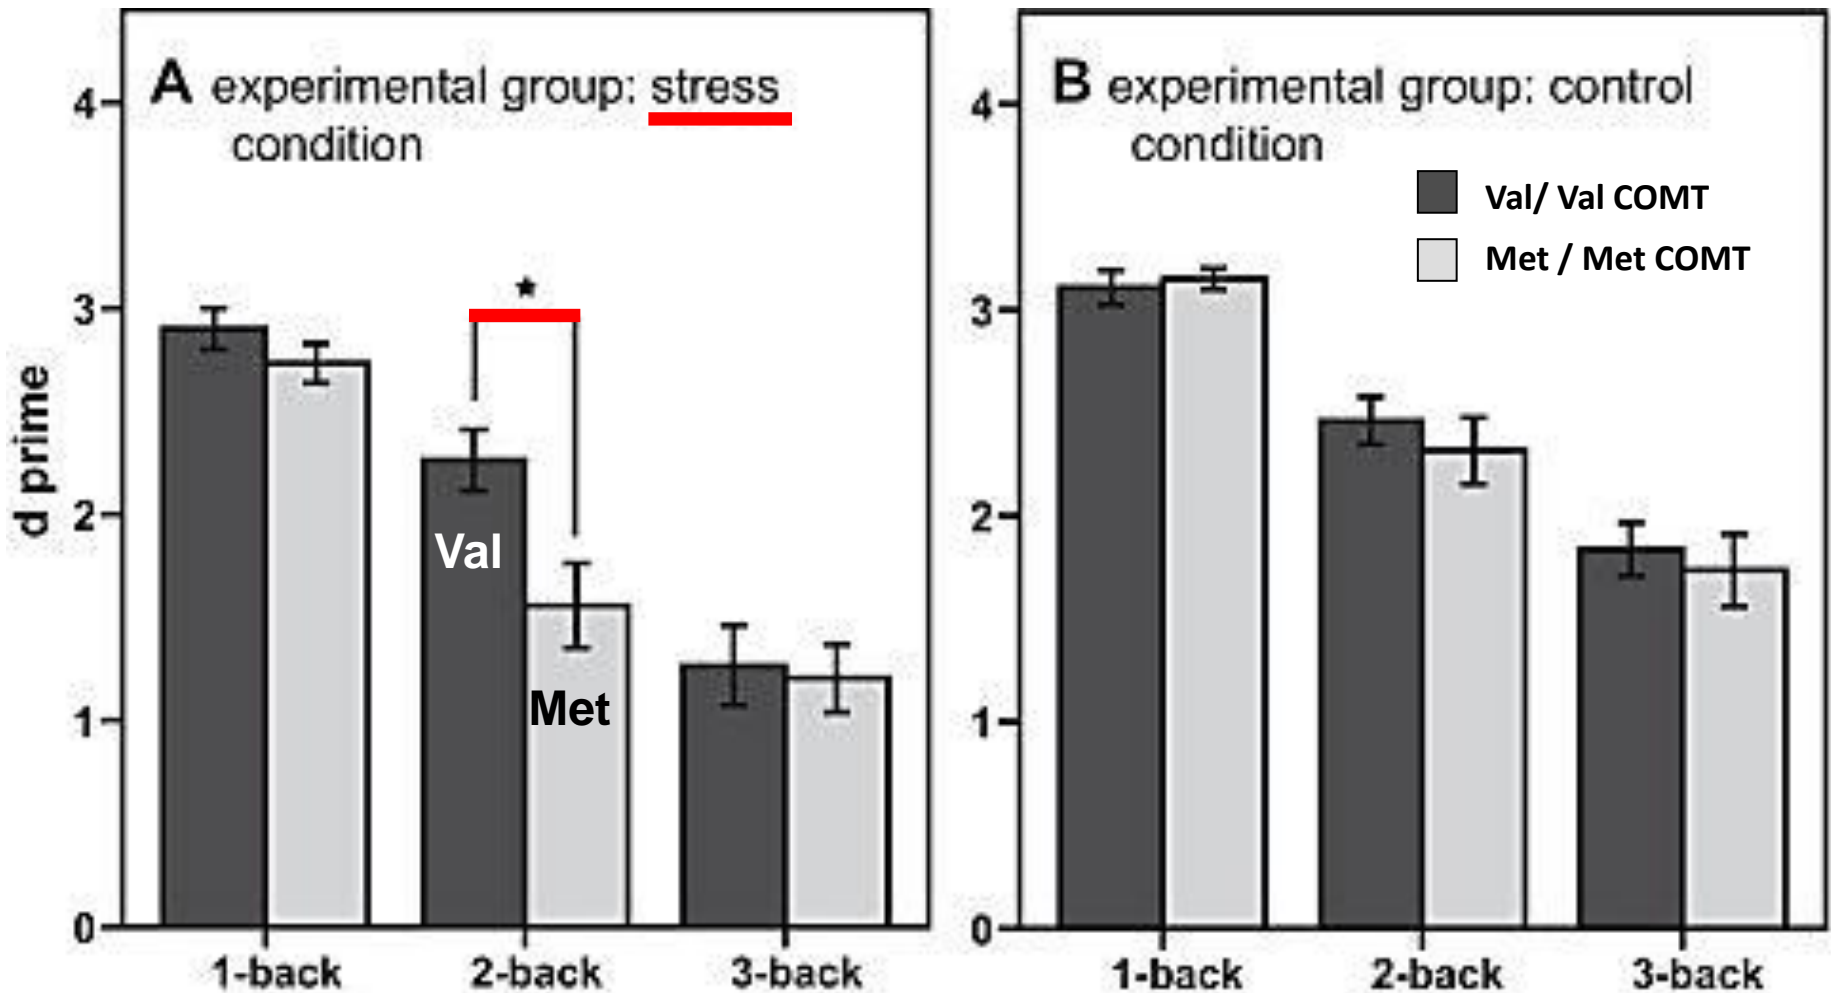 A experimental group: stress
condition
*
d prime
4
3
2
1
0
Val
Met
1-back 2-back 3-back
B experimental group: control
condition
Val/ Val COMT
Met / Met COMT
4
3
2
1
0
1-back 2-back 3-back